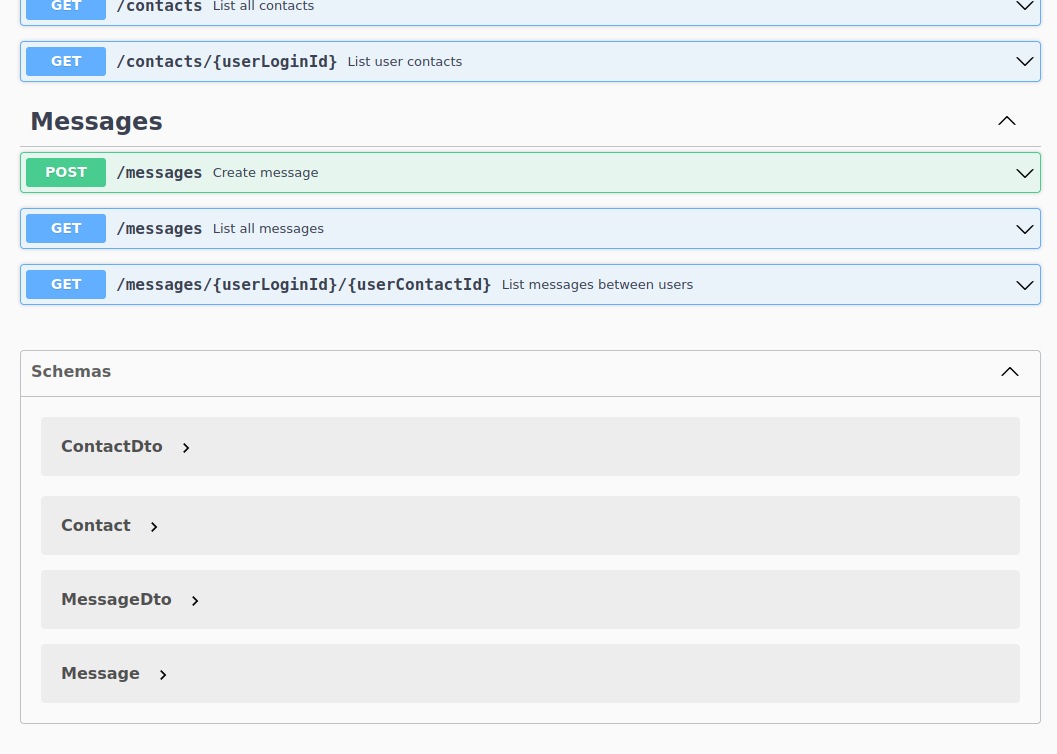 GET /contacts List all contacts
GET /contacts/{userLoginId} List user contacts
Messages
POST /messages Create message
GET /messages List all messages
GET /messages/{userLoginId}/{userContactId} List messages between users
Schemas
ContactDto
Contact
MessageDto
Message